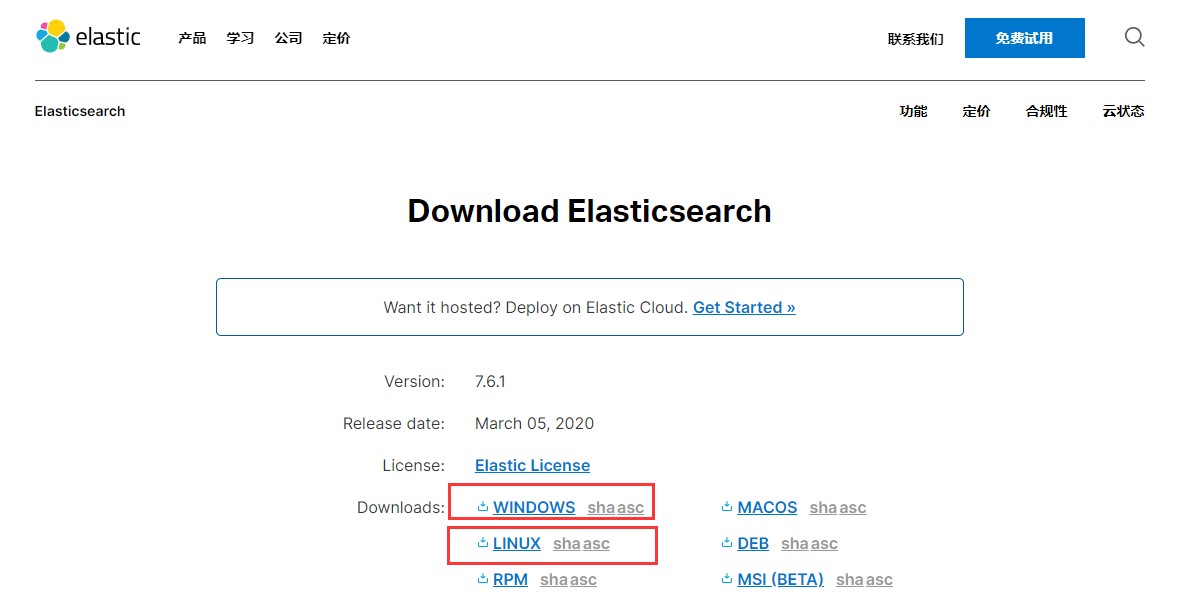 elastic 产品 学习 公司 定价 联系我们 免费试用
Elasticsearch 功能 定价 合规性 云状态
Download Elasticsearch
Want it hosted? Deploy on Elastic Cloud. Get Started »
Version: 7.6.1
Release date: March 05, 2020
License: Elastic License
Downloads: WINDOWS sha asc MACOS sha asc
LINUX sha asc DEB sha asc
RPM sha asc MSI (BETA) sha asc